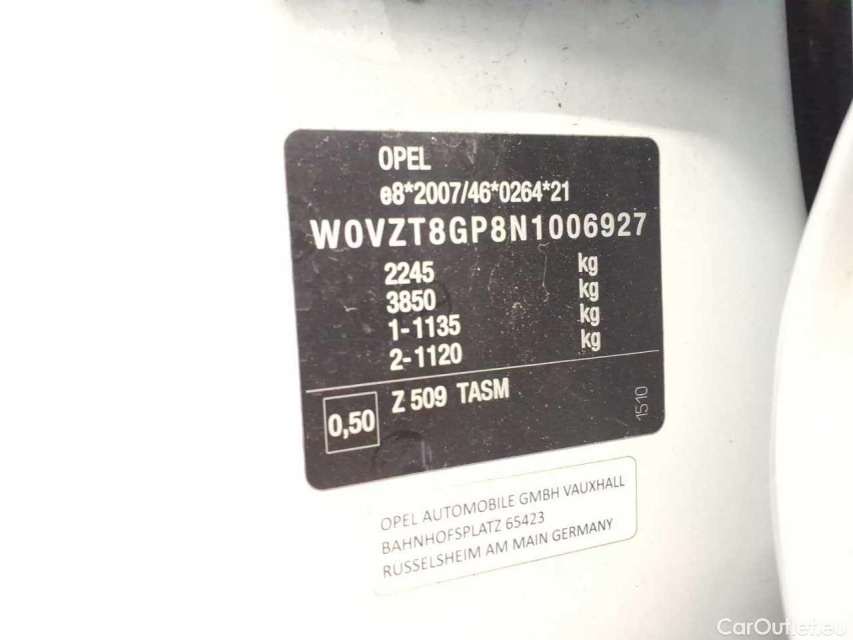 OPEL
e8*2007/46*0264*21
W0VZT8GP8N1006927
2245 kg
3850 kg
1-1135 kg
2-1120 kg
0,50 Z 509 TASM
1510
OPEL AUTOMOBILE GMBH VAUXHALL
BAHNHOFSPLATZ 65423
RUSSELSHEIM AM MAIN GERMANY
CarOutlet.eu